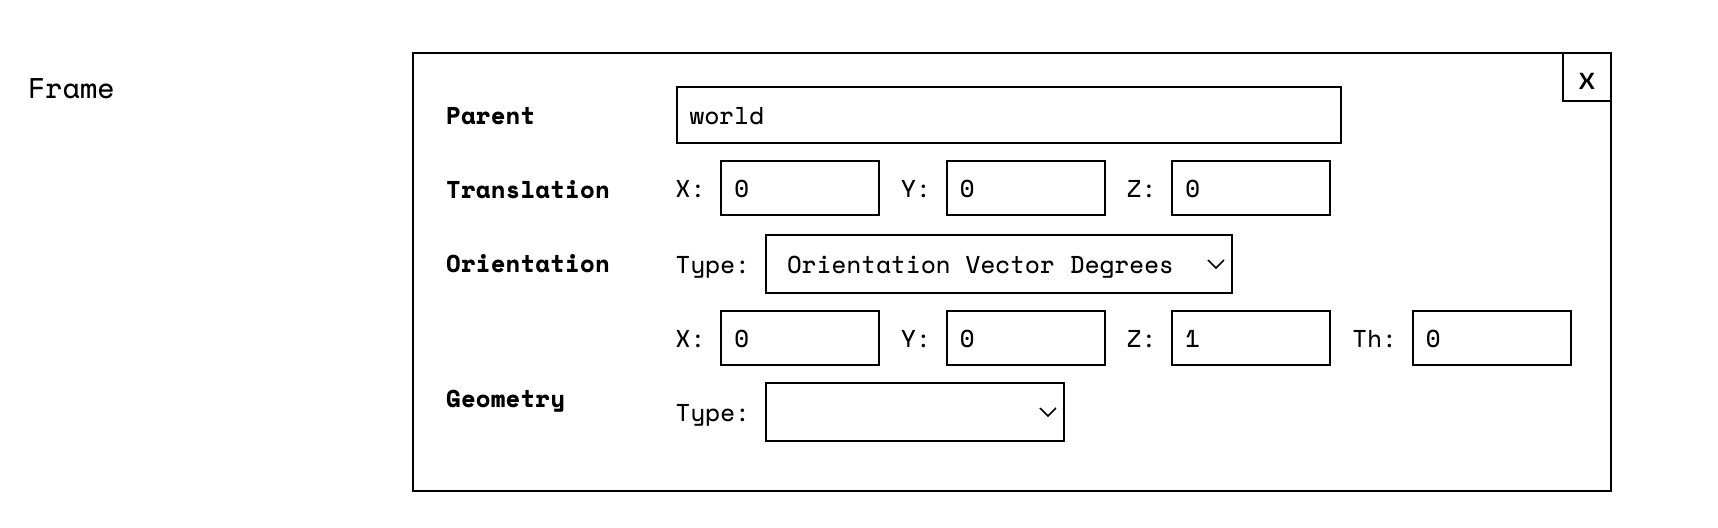 Frame
X
Parent world
Translation X: 0 Y: 0 Z: 0
Orientation Type: Orientation Vector Degrees
X: 0 Y: 0 Z: 1 Th: 0
Geometry Type: